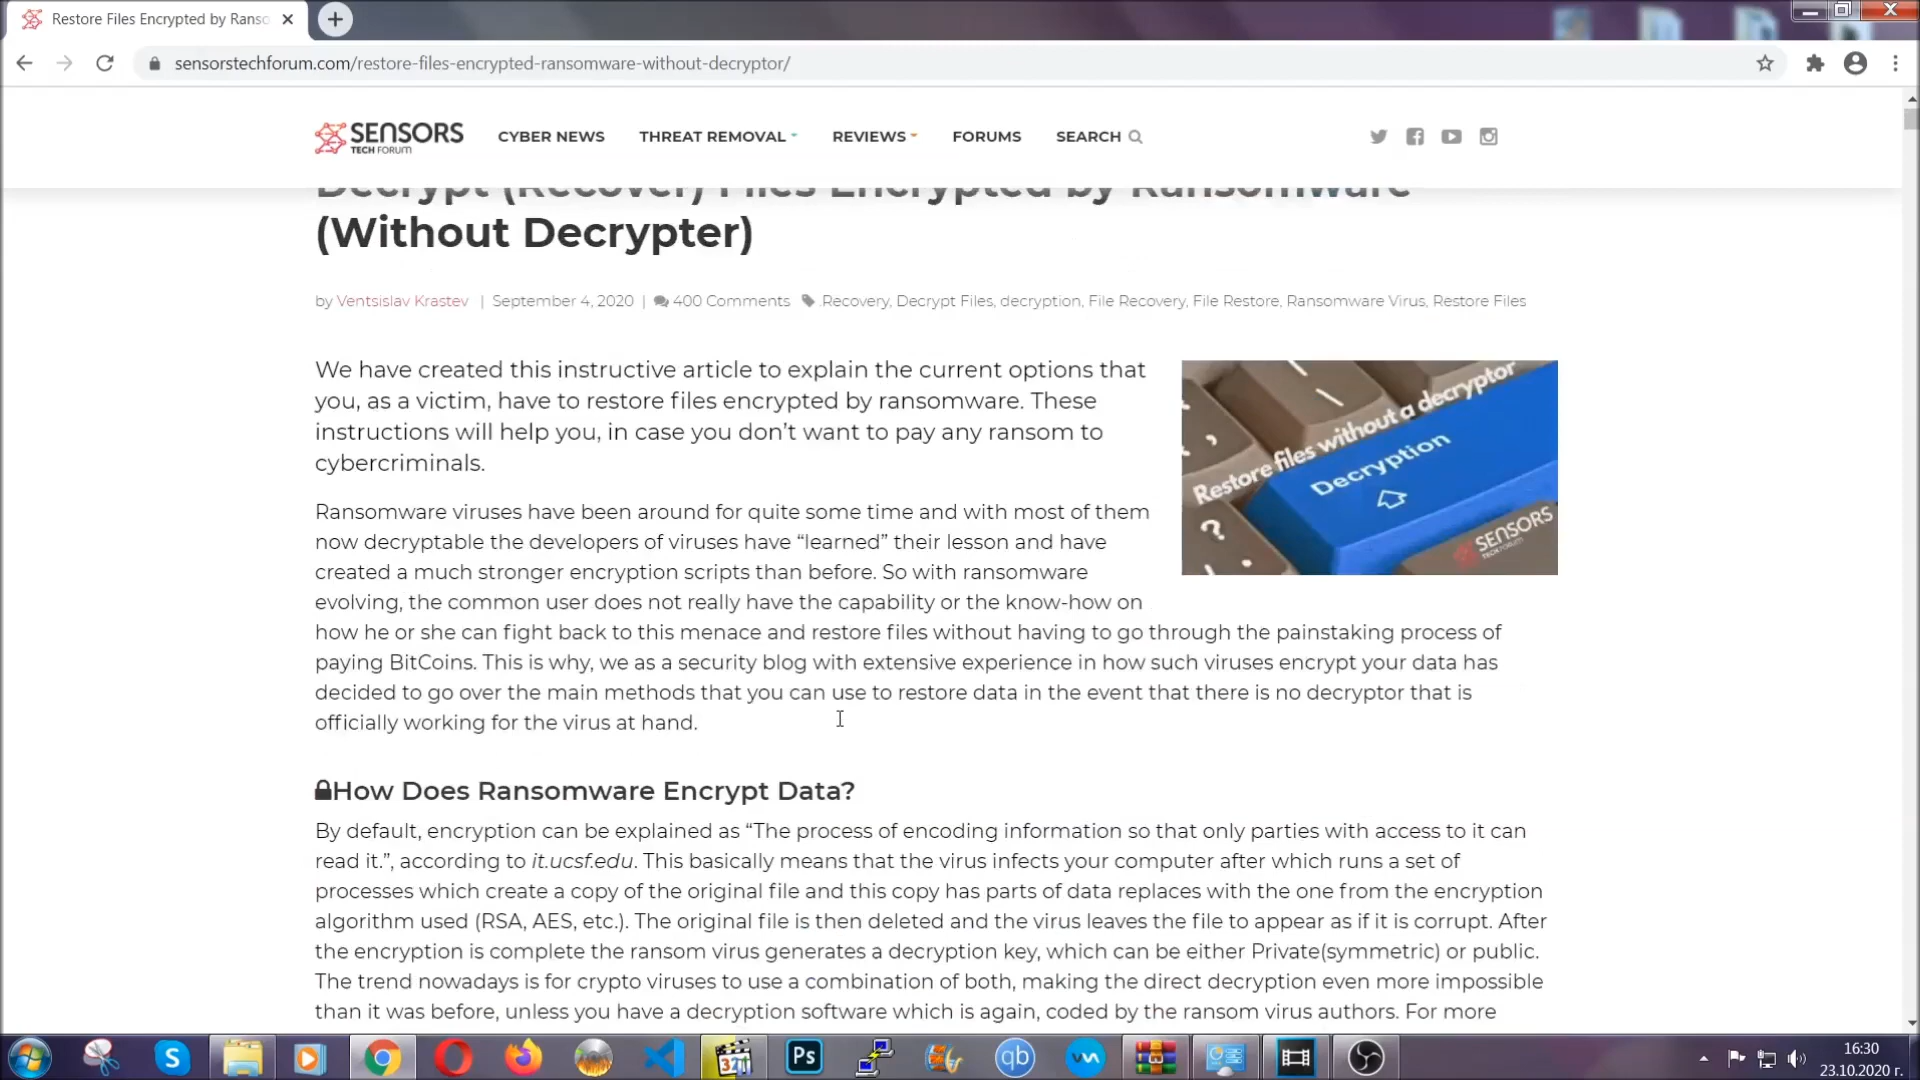 Restore Files Encrypted by Ranso
sensorstechforum.com/restore-files-encrypted-ransomware-without-decryptor/
SENSORS
TECH FORUM
CYBER NEWS THREAT REMOVAL REVIEWS FORUMS SEARCH
Decrypt (Recover) Files Encrypted by Ransomware
(Without Decrypter)
by Ventsislav Krastev | September 4, 2020 | 400 Comments .Recovery, Decrypt Files, decryption, File Recovery, File Restore, Ransomware Virus, Restore Files
We have created this instructive article to explain the current options that
you, as a victim, have to restore files encrypted by ransomware. These
instructions will help you, in case you don’t want to pay any ransom to
cybercriminals.
Restore files without a decryptor
Decryption
?
SENSORS
TECH FORUM
Ransomware viruses have been around for quite some time and with most of them
now decryptable the developers of viruses have “learned” their lesson and have
created a much stronger encryption scripts than before. So with ransomware
evolving, the common user does not really have the capability or the know-how on
how he or she can fight back to this menace and restore files without having to go through the painstaking process of
paying BitCoins. This is why, we as a security blog with extensive experience in how such viruses encrypt your data has
decided to go over the main methods that you can use to restore data in the event that there is no decryptor that is
officially working for the virus at hand.
How Does Ransomware Encrypt Data?
By default, encryption can be explained as “The process of encoding information so that only parties with access to it can
read it.”, according to it.ucsf.edu. This basically means that the virus infects your computer after which runs a set of
processes which create a copy of the original file and this copy has parts of data replaces with the one from the encryption
algorithm used (RSA, AES, etc.). The original file is then deleted and the virus leaves the file to appear as if it is corrupt. After
the encryption is complete the ransom virus generates a decryption key, which can be either Private(symmetric) or public.
The trend nowadays is for crypto viruses to use a combination of both, making the direct decryption even more impossible
than it was before, unless you have a decryption software which is again, coded by the ransom virus authors. For more
S
321
Ps
qb
16:30
23.10.2020 г.